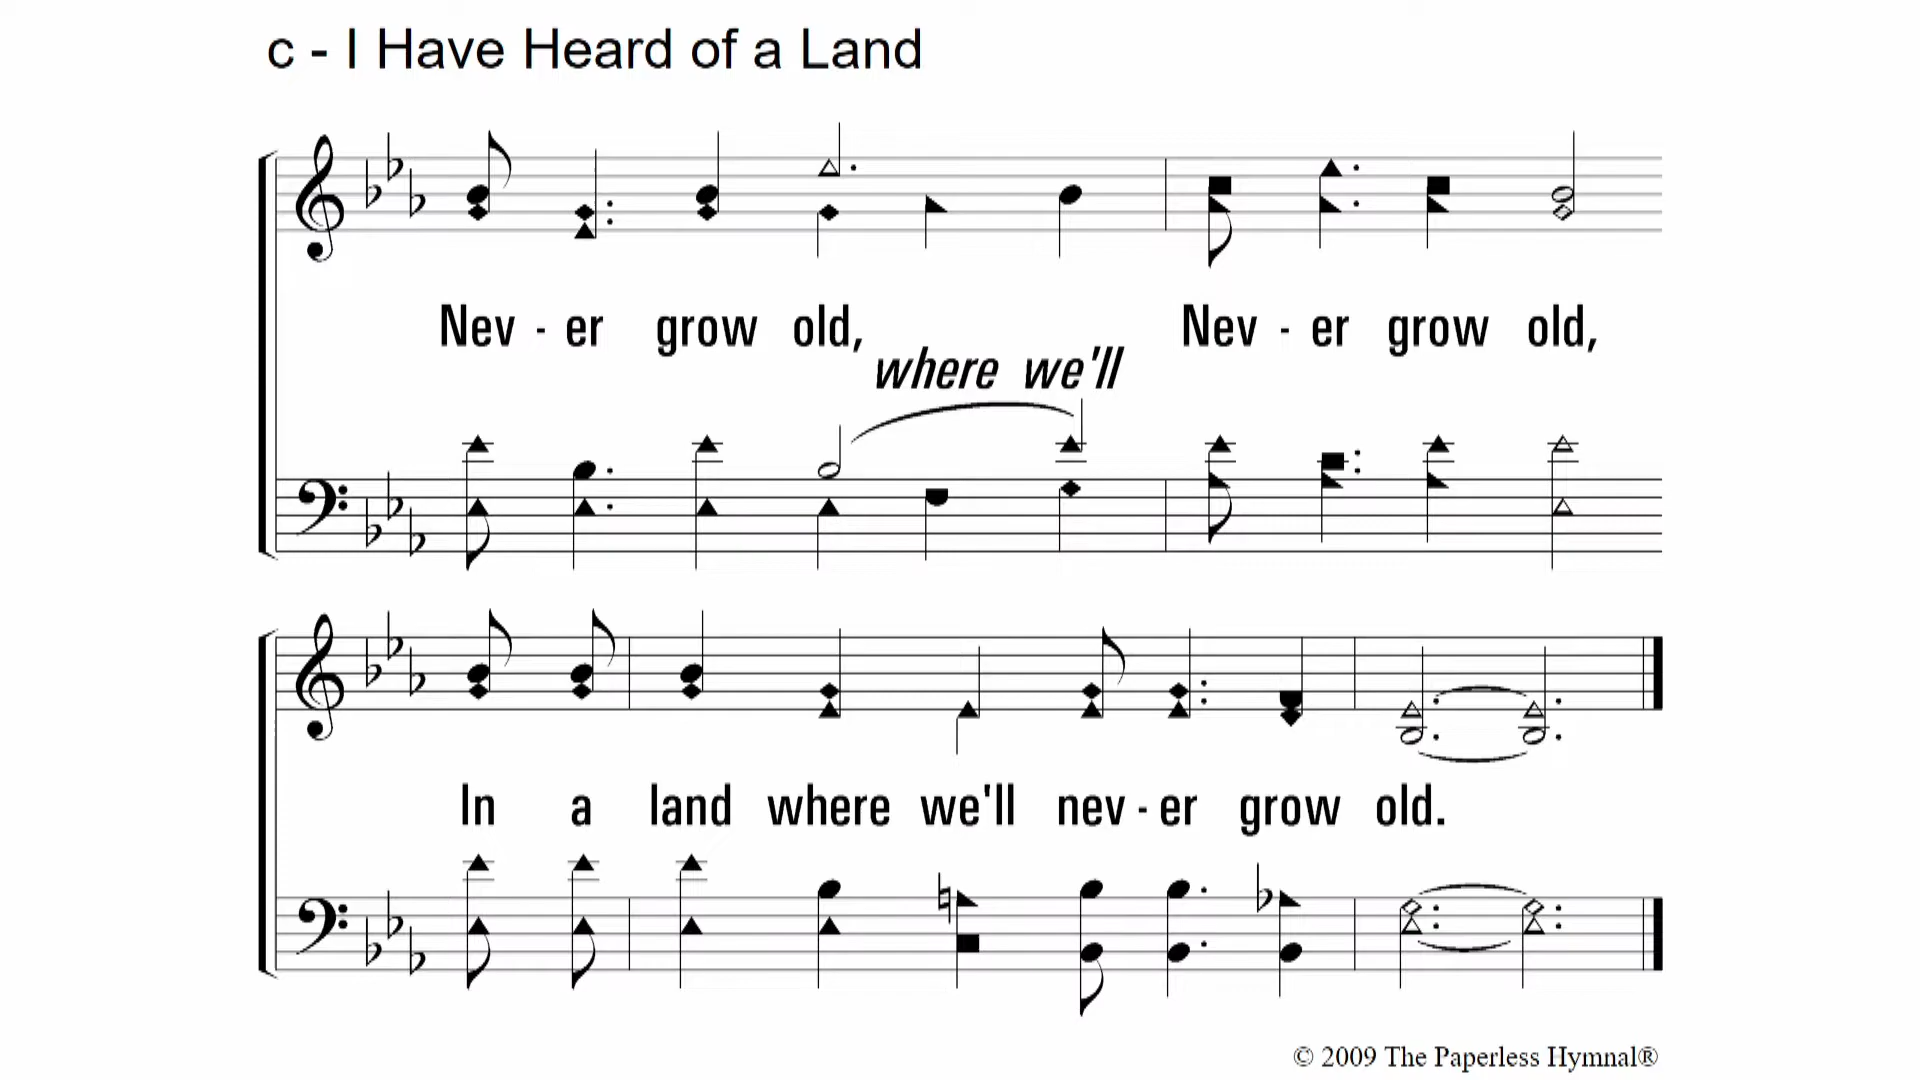 c - I Have Heard of a Land
Nev - er grow old, Nev - er grow old,
where we'll
In a land where we'll nev - er grow old.
© 2009 The Paperless Hymnal®